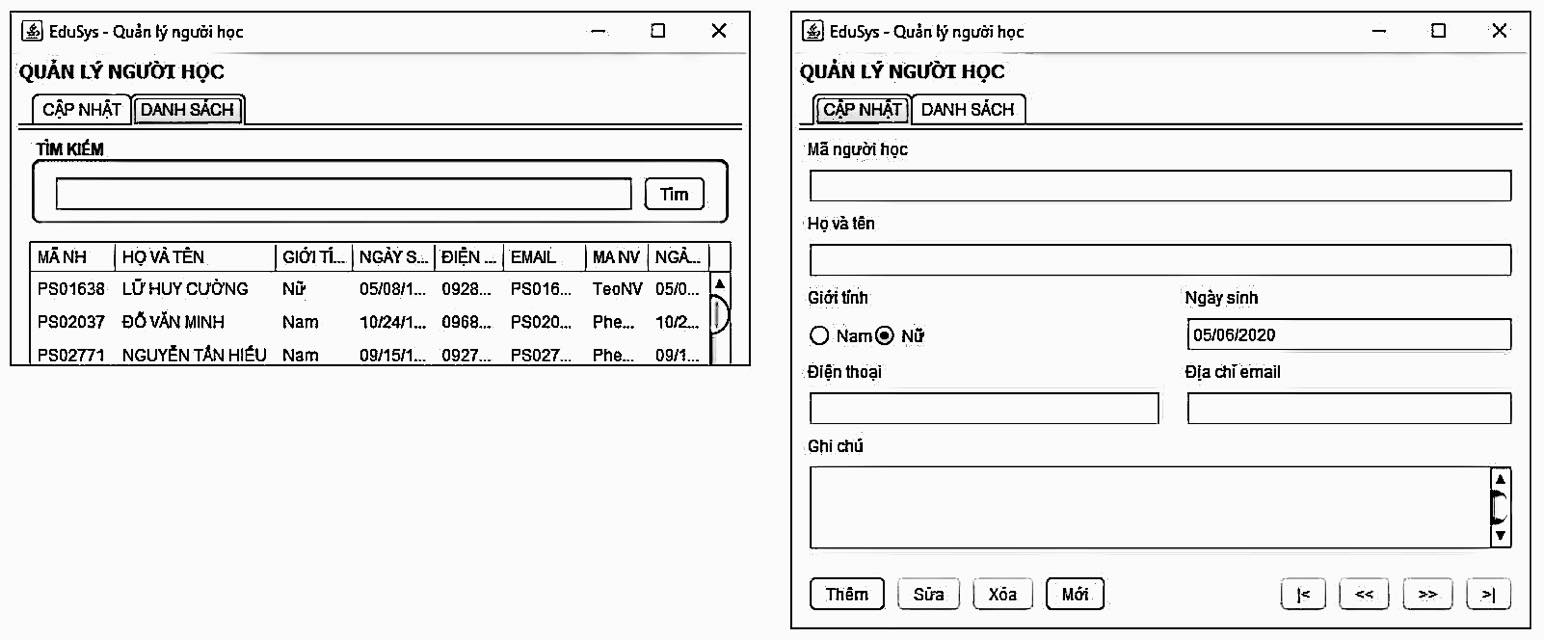 EduSys - Quản lý người học
QUẢN LÝ NGƯỜI HỌC
CẬP NHẬT DANH SÁCH
TÌM KIẾM
Tìm
MÃ NH HỌ VÀ TÊN GIỚI TÍ... NGÀY S... ĐIỆN ... EMAIL MA NV NGÀ...
PS01638 LỮ HUY CƯỜNG Nữ 05/08/1... 0928... PS016... TeoNV 05/0...
PS02037 ĐỖ VĂN MINH Nam 10/24/1... 0968... PS020... Phe... 10/2...
PS02771 NGUYỄN TẤN HIẾU Nam 09/15/1... 0927... PS027... Phe... 09/1...
EduSys - Quản lý người học
QUẢN LÝ NGƯỜI HỌC
CẬP NHẬT DANH SÁCH
Mã người học
Họ và tên
Giới tính Ngày sinh
Nam Nữ 05/06/2020
Điện thoại Địa chỉ email
Ghi chú
Thêm Sửa Xóa Mới |< << >> >|